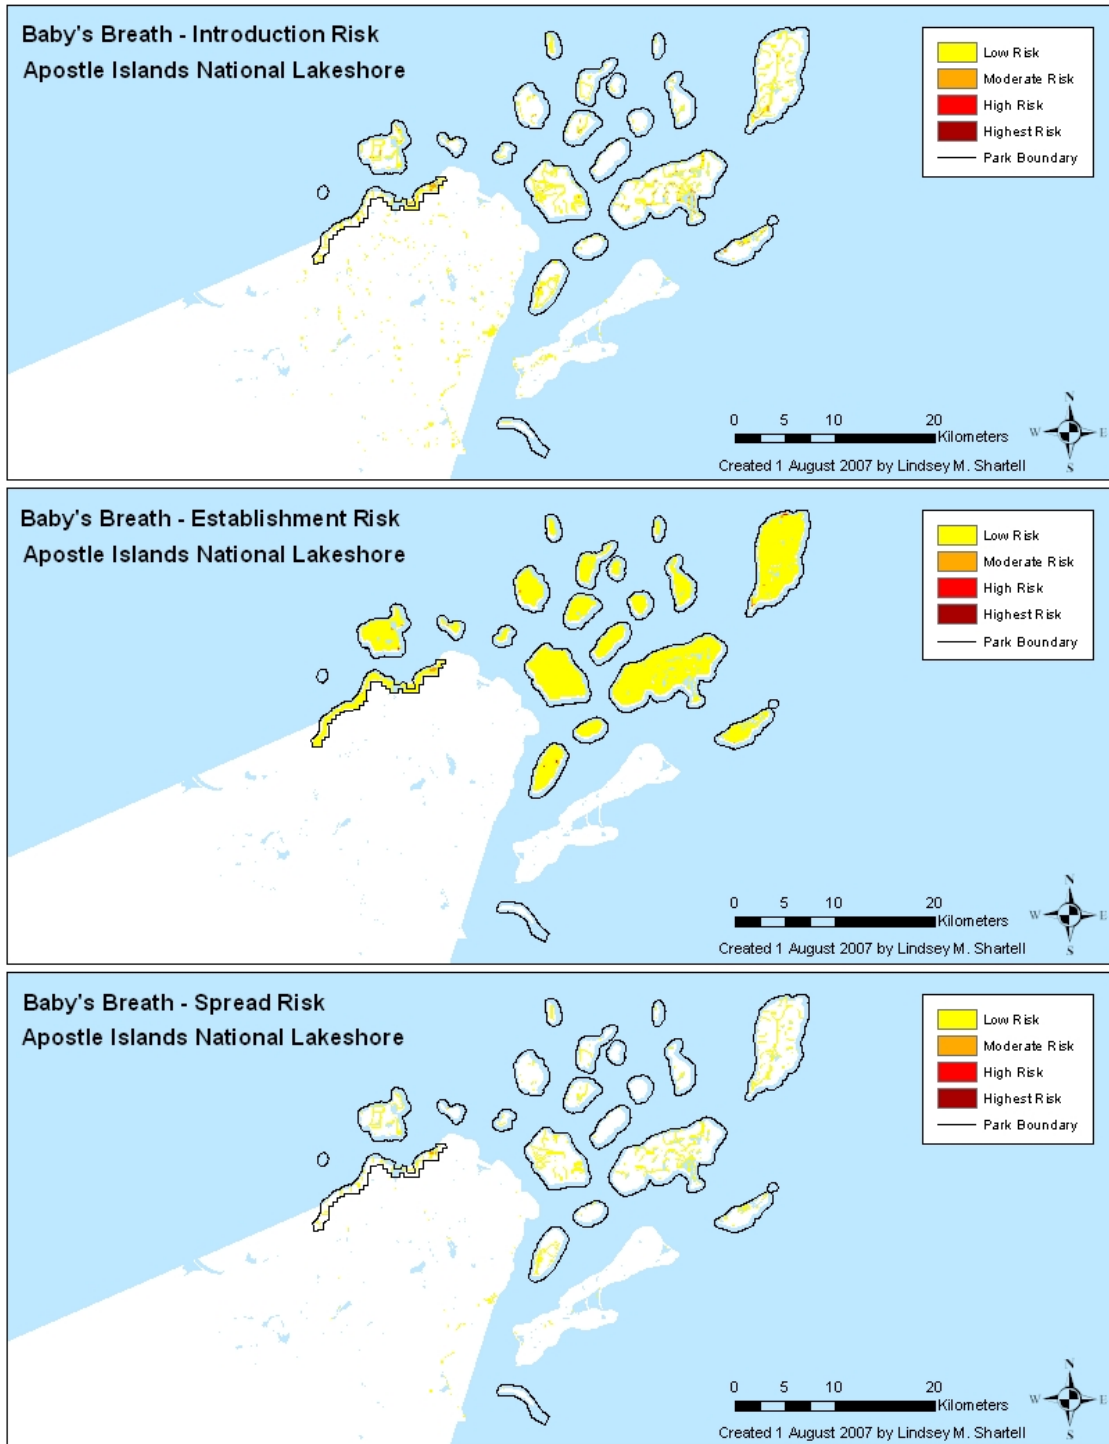 Baby's Breath - Introduction Risk
Apostle Islands National Lakeshore
Low Risk
Moderate Risk
High Risk
Highest Risk
Park Boundary
N
W E
S
0 5 10 20
Kilometers
Created 1 August 2007 by Lindsey M. Shartell
Baby's Breath - Establishment Risk
Apostle Islands National Lakeshore
Low Risk
Moderate Risk
High Risk
Highest Risk
Park Boundary
N
W E
S
0 5 10 20
Kilometers
Created 1 August 2007 by Lindsey M. Shartell
Baby's Breath - Spread Risk
Apostle Islands National Lakeshore
Low Risk
Moderate Risk
High Risk
Highest Risk
Park Boundary
N
W E
S
0 5 10 20
Kilometers
Created 1 August 2007 by Lindsey M. Shartell